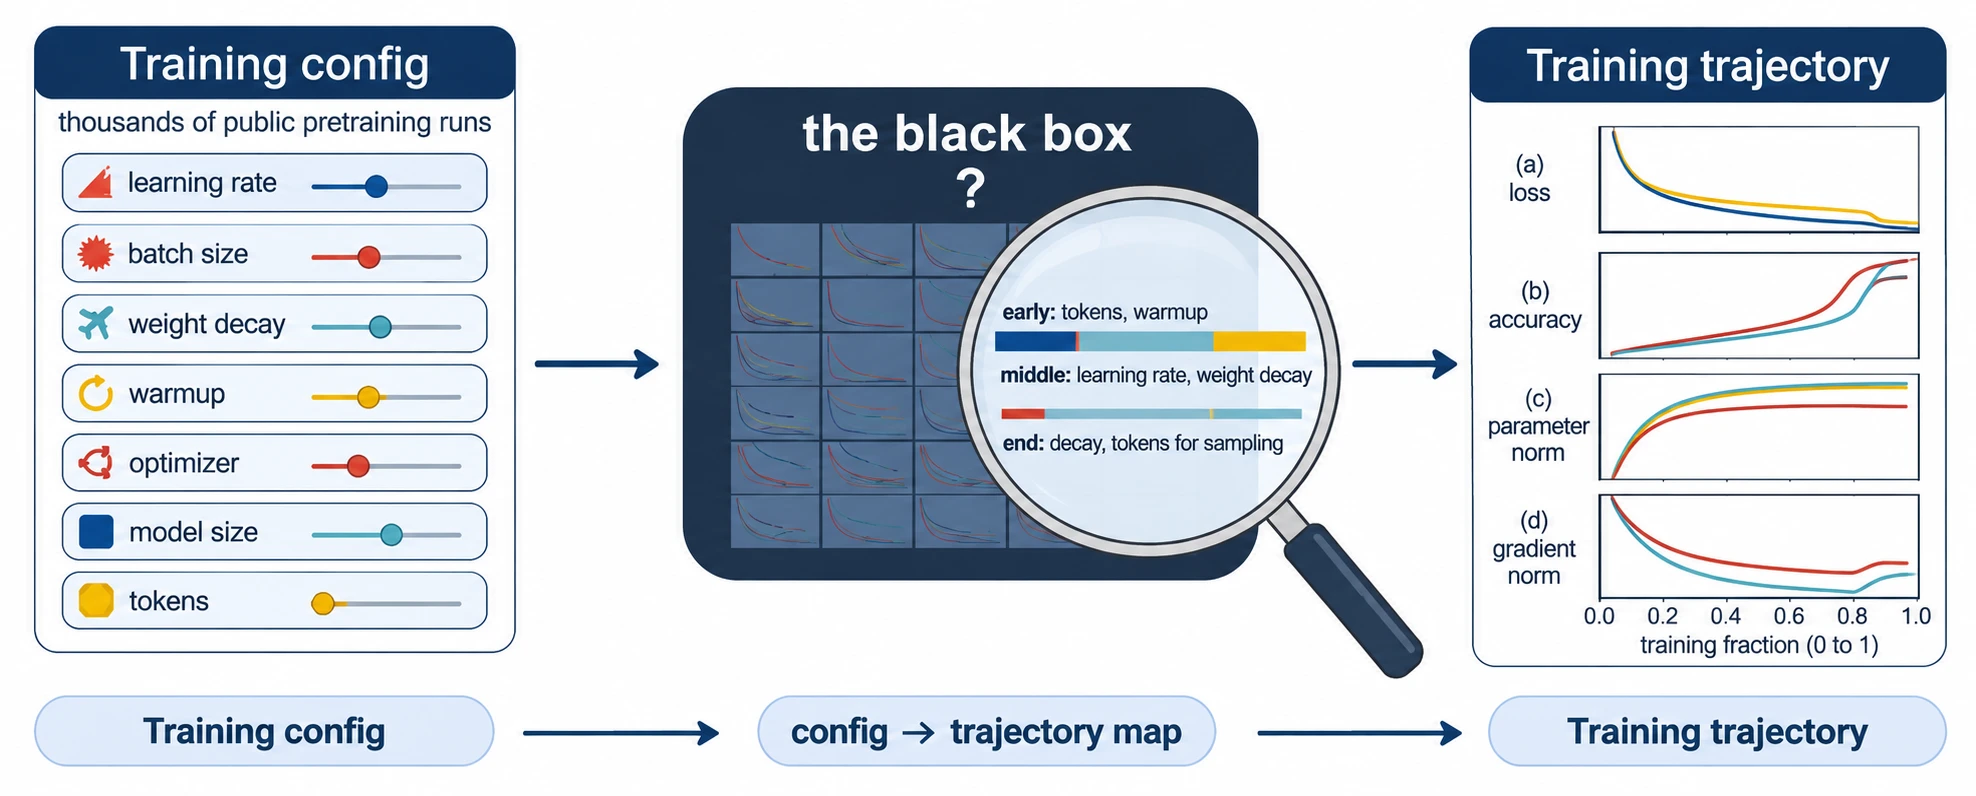 Training config
thousands of public pretraining runs
learning rate
batch size
weight decay
warmup
optimizer
model size
tokens
the black box
?
early: tokens, warmup
middle: learning rate, weight decay
end: decay, tokens for sampling
Training trajectory
(a)
loss
(b)
accuracy
(c)
parameter
norm
(d)
gradient
norm
0.0 0.2 0.4 0.6 0.8 1.0
training fraction (0 to 1)
Training config
config → trajectory map
Training trajectory